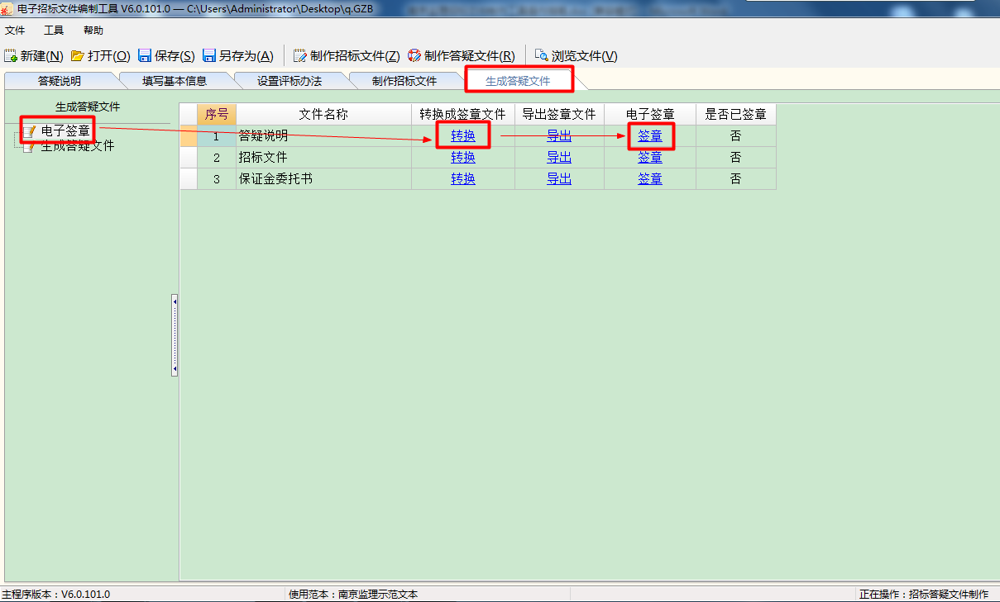 电子招标文件编制工具 V6.0.101.0 — C:\Users\Administrator\Desktop\q.GZB
文件 工具 帮助
新建(N) 打开(O) 保存(S) 另存为(A) 制作招标文件(Z) 制作答疑文件(R) 浏览文件(V)
答疑说明 填写基本信息 设置评标办法 制作招标文件 生成答疑文件
生成答疑文件
电子签章
生成答疑文件
序号 文件名称 转换成签章文件 导出签章文件 电子签章 是否已签章
1 答疑说明 转换 导出 签章 否
2 招标文件 转换 导出 签章 否
3 保证金委托书 转换 导出 签章 否
主程序版本：V6.0.101.0 使用范本：南京监理示范文本 正在操作：招标答疑文件制作